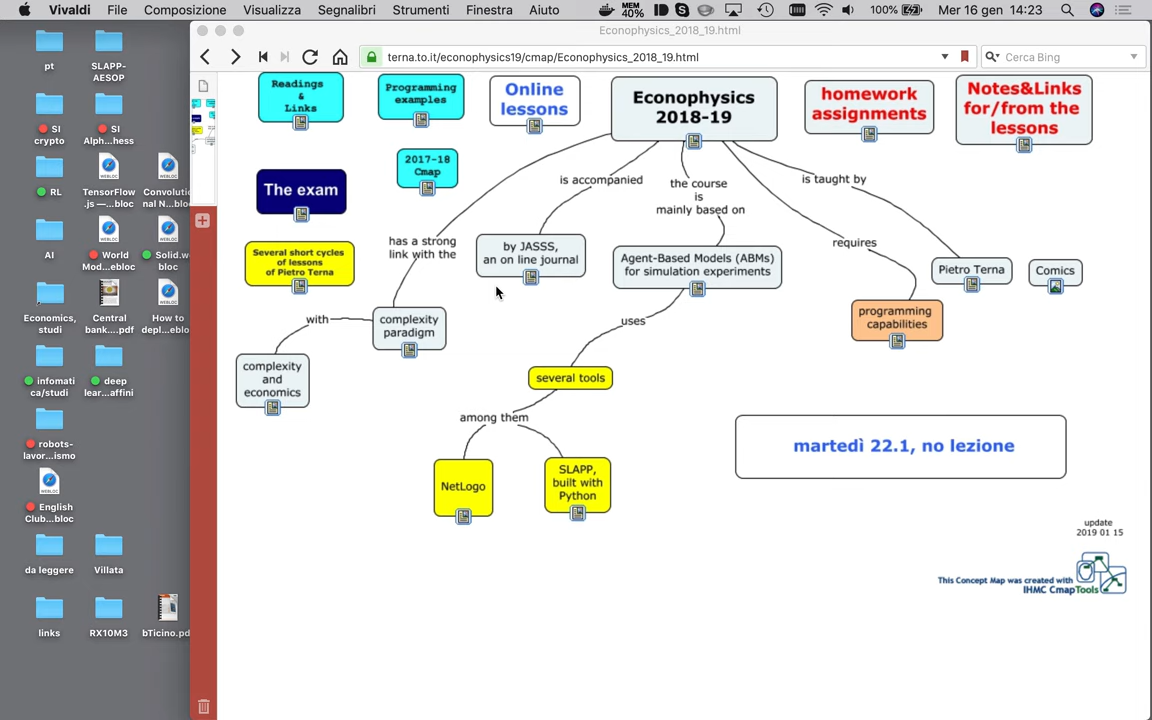 Vivaldi File Composizione Visualizza Segnalibri Strumenti Finestra Aiuto MEM 40% 100% Mer 16 gen 14:23
Econophysics_2018_19.html
terna.to.it/econophysics19/cmap/Econophysics_2018_19.html
Cerca Bing
pt
SLAPP-
AESOP
SI
crypto
SI
Alph...hess
RL
TensorFlow
.js —...bloc
Convoluti
nal N...bloc
AI
World
Mod...ebloc
Solid.w
bloc
Economics,
studi
Central
bank....pdf
How to
depl...eblo
infomati
ca/studi
deep
lear...affini
robots-
lavor...ismo
English
Club...bloc
da leggere
Villata
links
RX10M3
bTicino.pd
Readings
&
Links
Programming
examples
Online
lessons
Econophysics
2018-19
homework
assignments
Notes&Links
for/from the
lessons
The exam
2017-18
Cmap
is accompanied
the course
is
mainly based on
is taught by
Several short cycles
of lessons
of Pietro Terna
has a strong
link with the
by JASSS,
an on line journal
Agent-Based Models (ABMs)
for simulation experiments
requires
Pietro Terna
Comics
with
complexity
paradigm
uses
programming
capabilities
complexity
and
economics
several tools
among them
NetLogo
SLAPP,
built with
Python
martedì 22.1, no lezione
update
2019 01 15
This Concept Map was created with
IHMC CmapTools